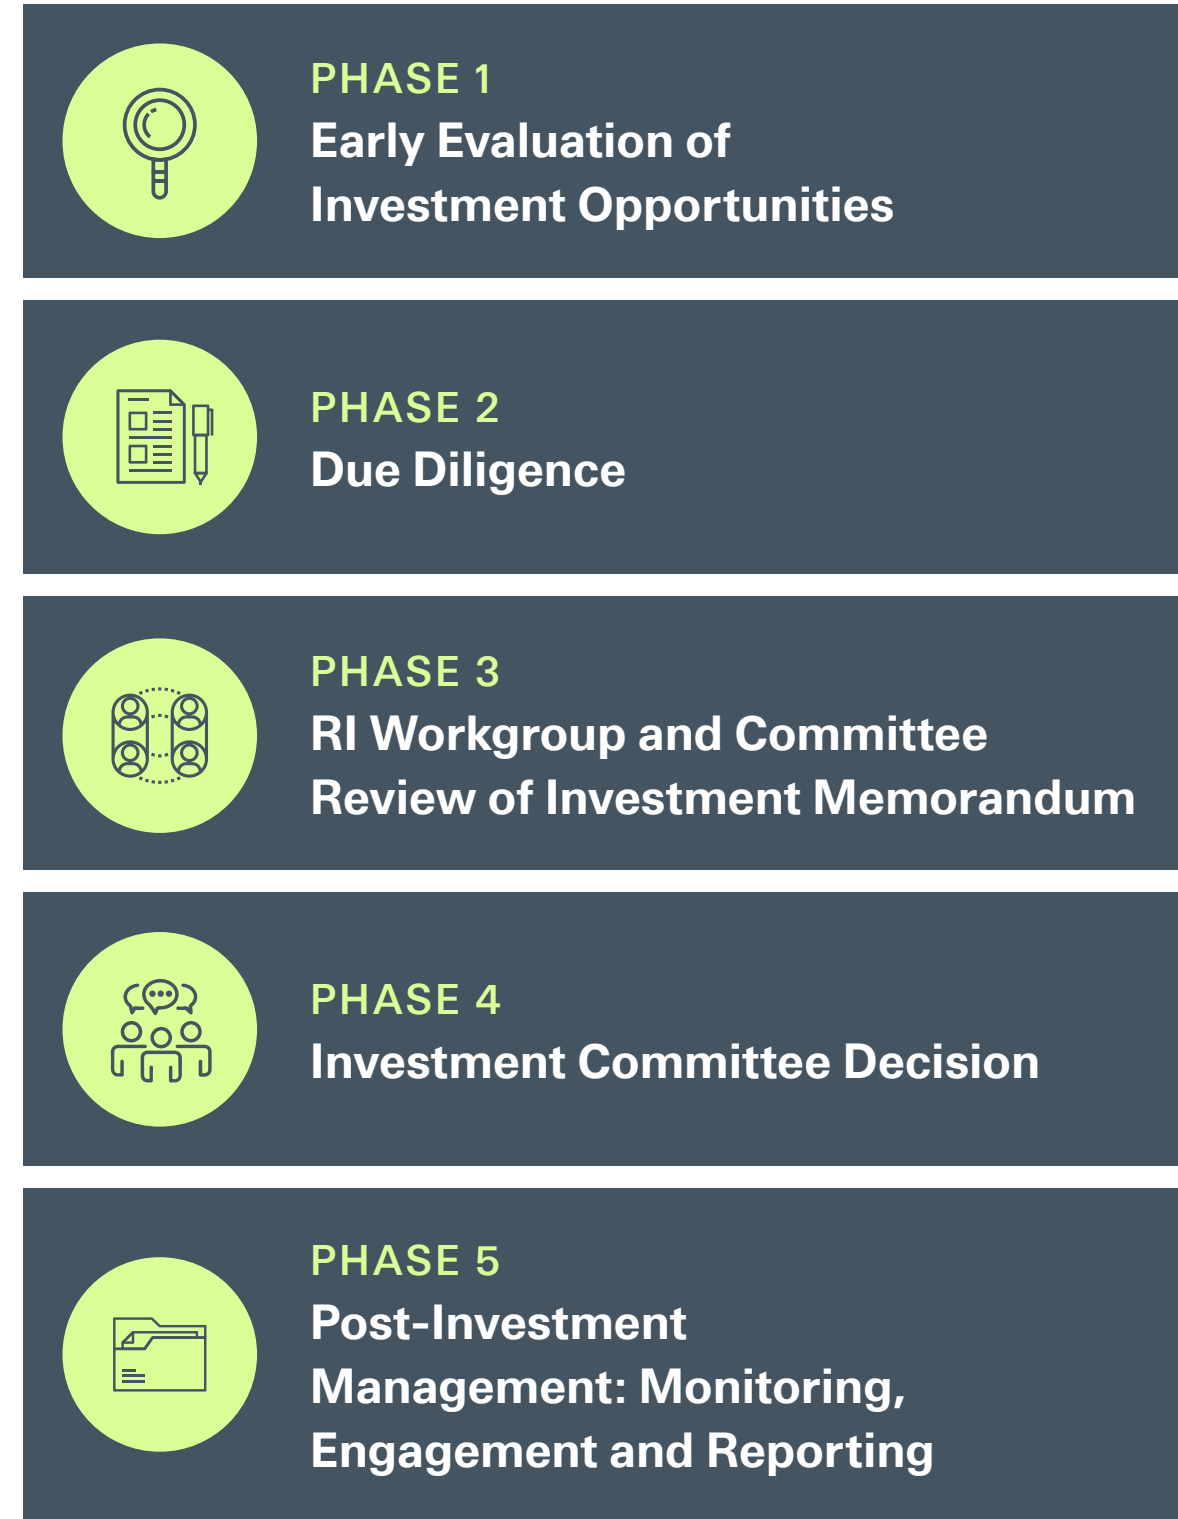 PHASE 1
Early Evaluation of
Investment Opportunities
PHASE 2
Due Diligence
PHASE 3
RI Workgroup and Committee
Review of Investment Memorandum
PHASE 4
Investment Committee Decision
PHASE 5
Post-Investment
Management: Monitoring,
Engagement and Reporting